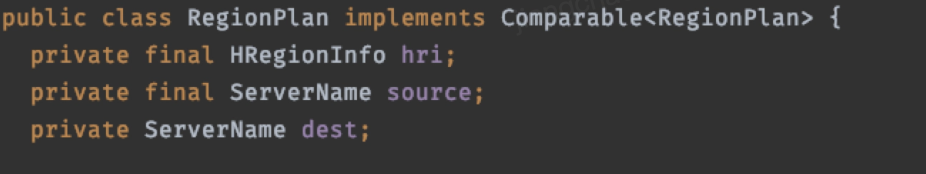 public class RegionPlan implements Comparable<RegionPlan> {
private final HRegionInfo hri;
private final ServerName source;
private ServerName dest;